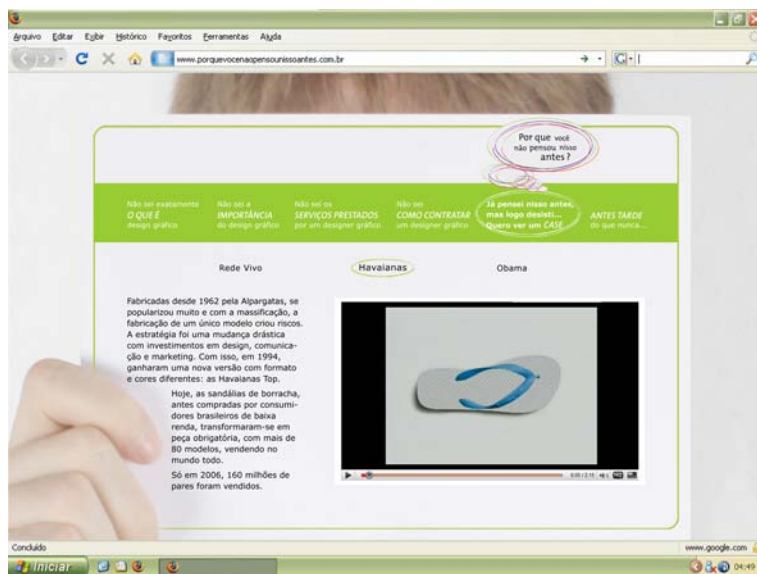 Arquivo Editar Exibir Histórico Favoritos Ferramentas Ajuda
www.porquevocenaopensounissoantes.com.br
G
Por que você
não pensou nisso
antes?
Não sei exatamente
O QUE É
design gráfico
Não sei a
IMPORTÂNCIA
do design gráfico
Não sei os
SERVIÇOS PRESTADOS
por um designer gráfico
Não sei
COMO CONTRATAR
um designer gráfico
Já pensei nisso antes,
mas logo desisti...
Quero ver um CASE
ANTES TARDE
do que nunca...
Rede Vivo Havaianas Obama
Fabricadas desde 1962 pela Alpargatas, se
popularizou muito e com a massificação, a
fabricação de um único modelo criou riscos.
A estratégia foi uma mudança drástica
com investimentos em design, comunica-
ção e marketing. Com isso, em 1994,
ganharam uma nova versão com formato
e cores diferentes: as Havaianas Top.
Hoje, as sandálias de borracha,
antes compradas por consumi-
dores brasileiros de baixa
renda, transformaram-se em
peça obrigatória, com mais de
80 modelos, vendendo no
mundo todo.
Só em 2006, 160 milhões de
pares foram vendidos.
Concluído www.google.com
Iniciar 04:49